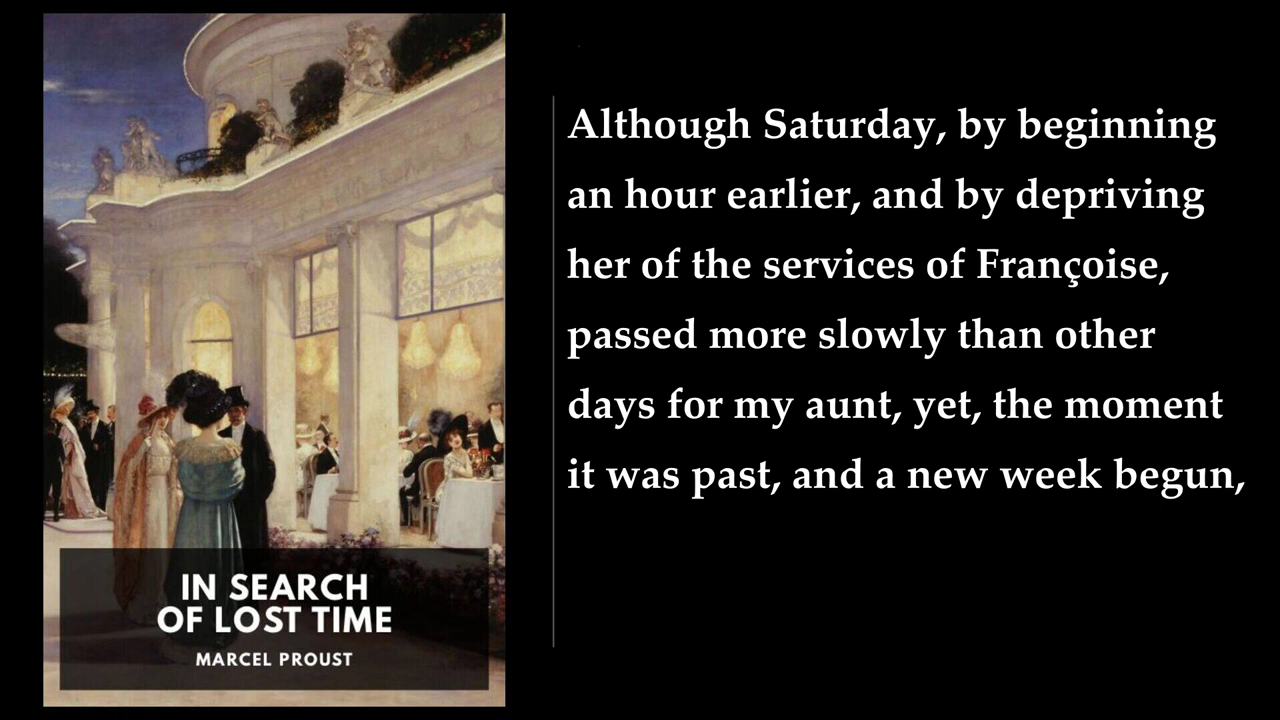 IN SEARCH
OF LOST TIME
MARCEL PROUST
Although Saturday, by beginning
an hour earlier, and by depriving
her of the services of Françoise,
passed more slowly than other
days for my aunt, yet, the moment
it was past, and a new week begun,